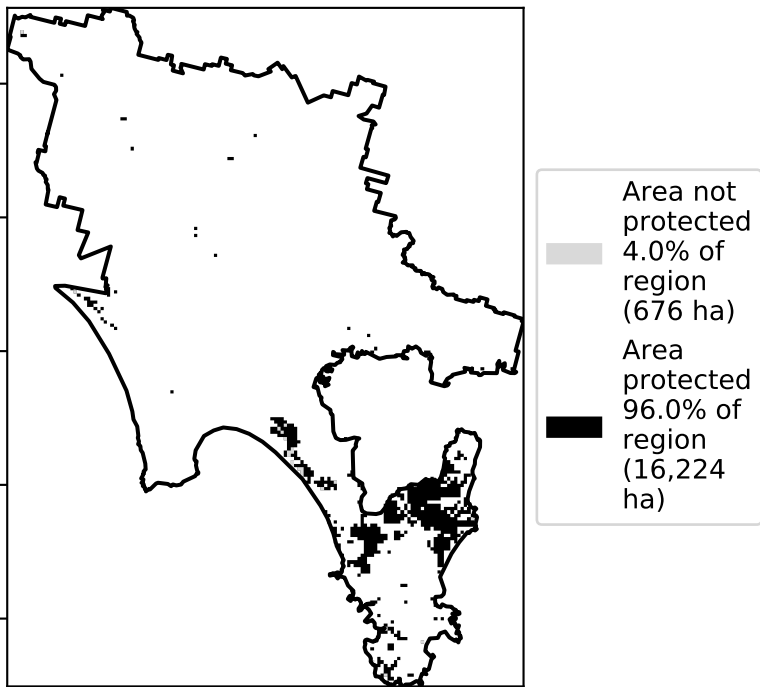 Area not
protected
4.0% of
region
(676 ha)
Area
protected
96.0% of
region
(16,224
ha)